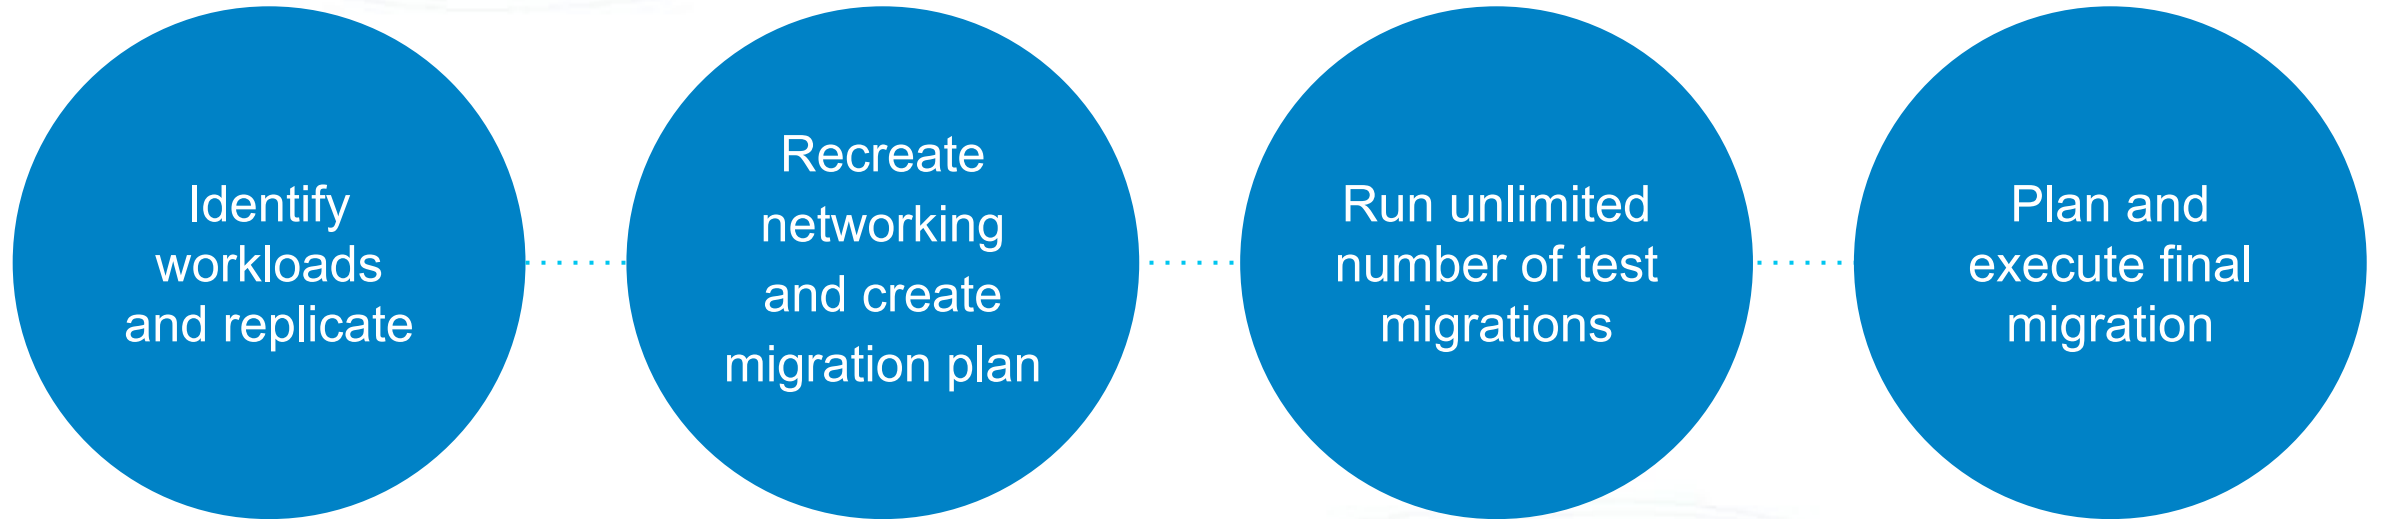 Identify
workloads
and replicate
Recreate
networking
and create
migration plan
Run unlimited
number of test
migrations
Plan and
execute final
migration